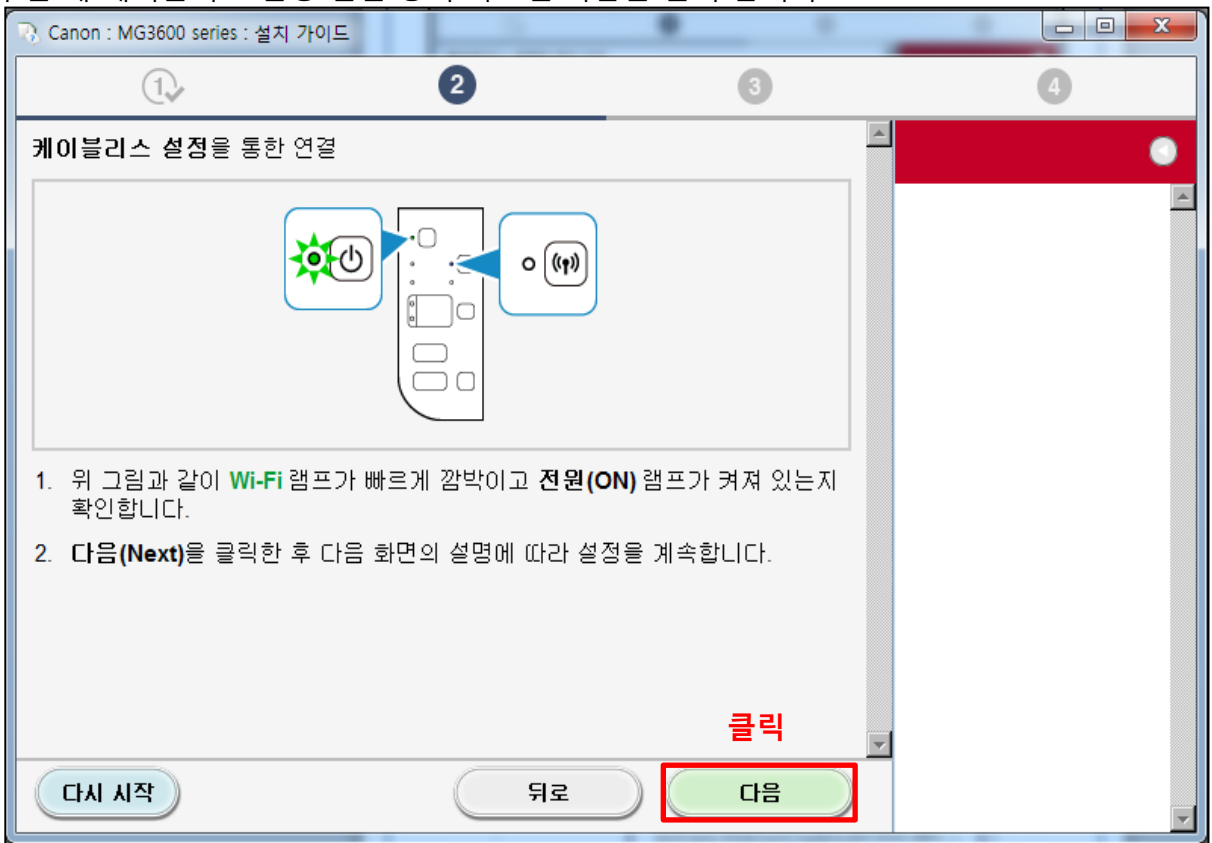 Canon : MG3600 series : 설치 가이드
1 2 3 4
케이블리스 설정을 통한 연결
1. 위 그림과 같이 Wi-Fi 램프가 빠르게 깜박이고 전원(ON) 램프가 켜져 있는지
확인합니다.
2. 다음(Next)을 클릭한 후 다음 화면의 설명에 따라 설정을 계속합니다.
클릭
다시 시작 뒤로 다음